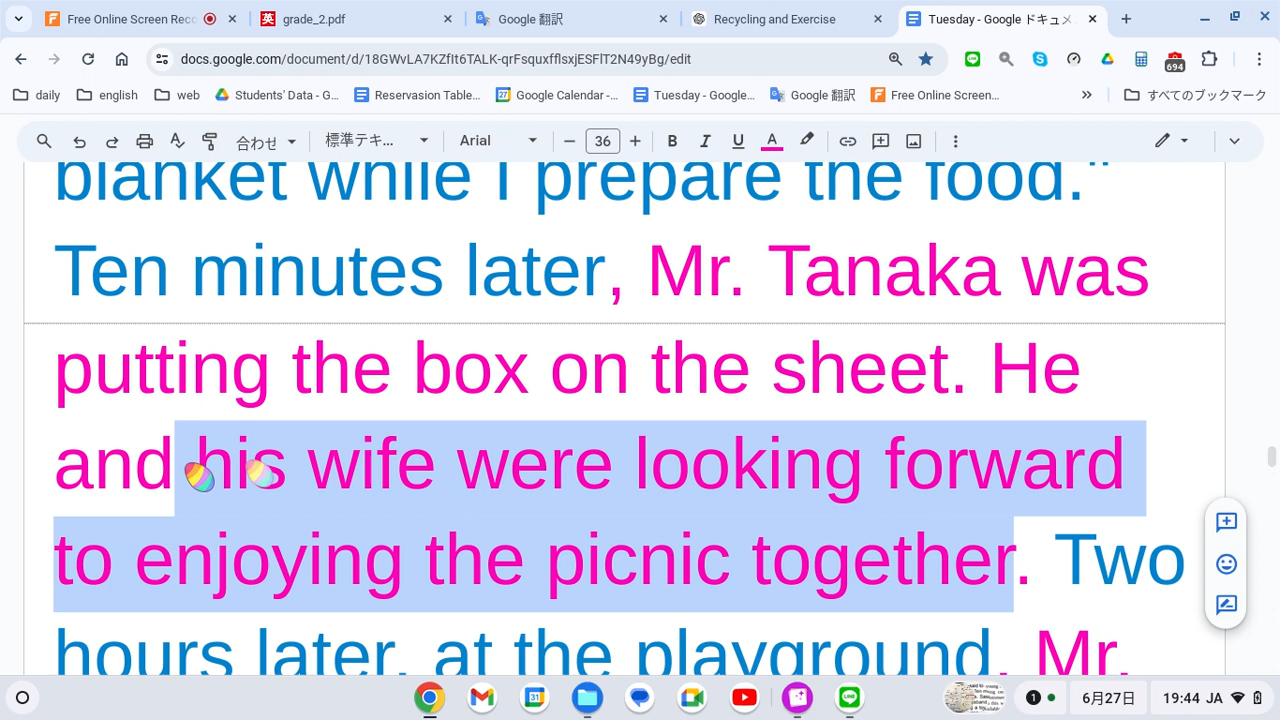 Free Online Screen Rec
grade_2.pdf
Google 翻訳
Recycling and Exercise
Tuesday - Google ドキュメ
docs.google.com/document/d/18GWvLA7KZfIt6TALK-qrFsquxfflsxjESFlT2N49yBg/edit
694
daily
english
web
Students' Data - G...
Reservasion Table...
Google Calendar -...
Tuesday - Google...
Google 翻訳
Free Online Screen...
すべてのブックマーク
合わせ
標準テキ...
Arial
36
blanket while I prepare the food."
Ten minutes later, Mr. Tanaka was
putting the box on the sheet. He
and his wife were looking forward
to enjoying the picnic together. Two
hours later, at the playground, Mr.
1
6月27日
19:44 JA